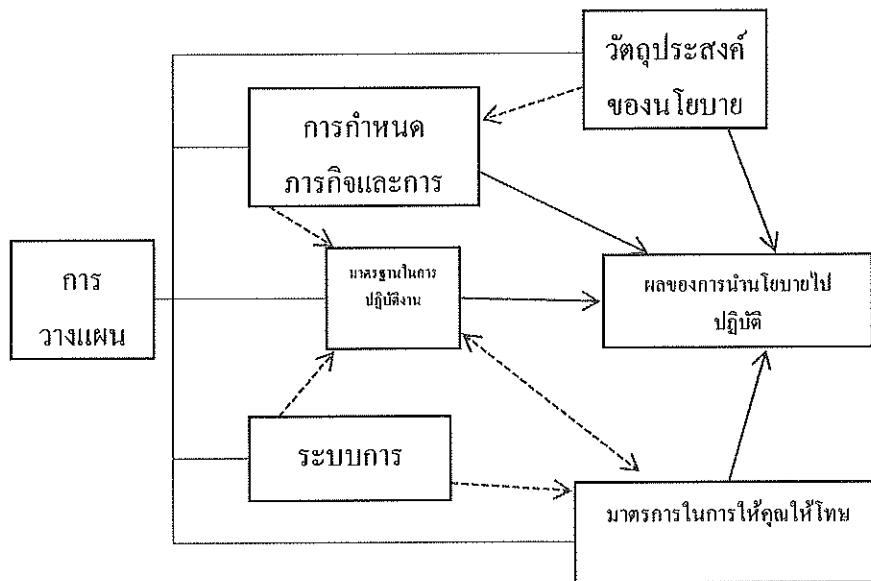 วัตถุประสงค์
ของนโยบาย
การกำหนด
ภารกิจและการ
การ
วางแผน
มาตรฐานในการ
ปฏิบัติงาน
ผลของการนำนโยบายไป
ปฏิบัติ
ระบบการ
มาตรการในการให้คุณให้โทษ